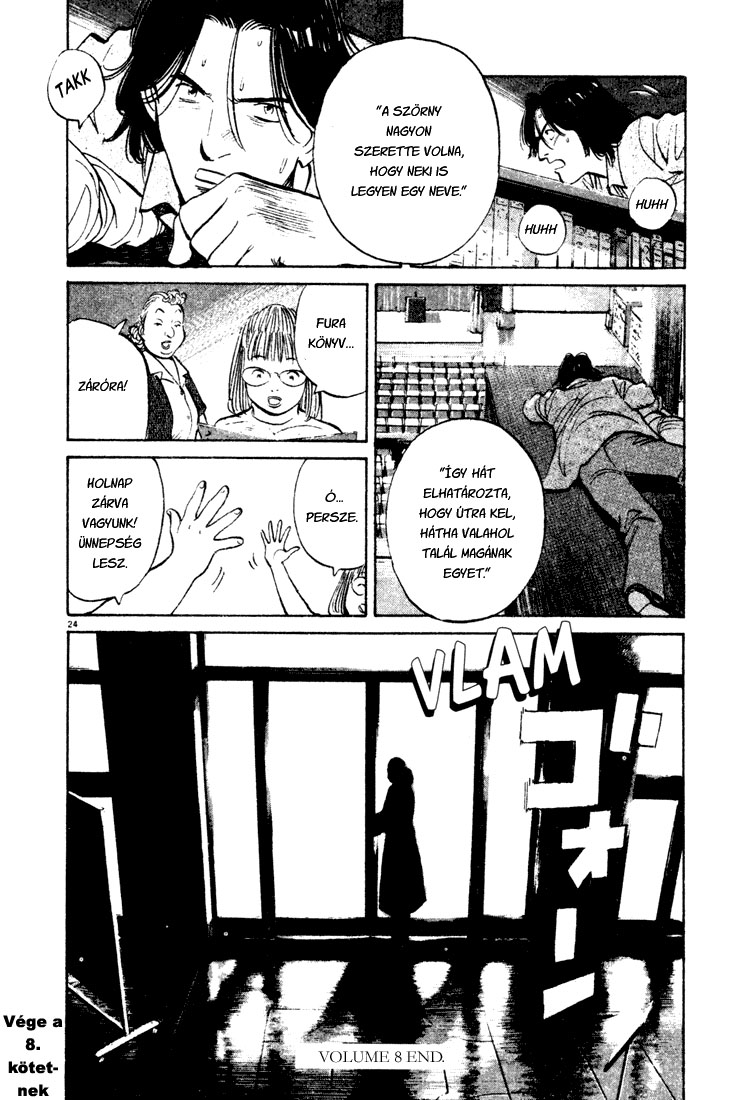 TAKK
"A SZÖRNY
NAGYON
SZERETTE VOLNA,
HOGY NEKI IS
LEGYEN EGY NEVE."
HUHH
HUHH
ZÁRÓRA!
FURA
KÖNYV...
"ÍGY HÁT
ELHATÁROZTA,
HOGY ÚTRA KEL,
HÁTHA VALAHOL
TALÁL MAGÁNAK
EGYET."
HOLNAP
ZÁRVA
VAGYUNK!
ÜNNEPSÉG
LESZ.
Ó...
PERSZE.
24
VLAM
ゴォー
Vége a
8.
kötet-
nek
VOLUME 8 END.